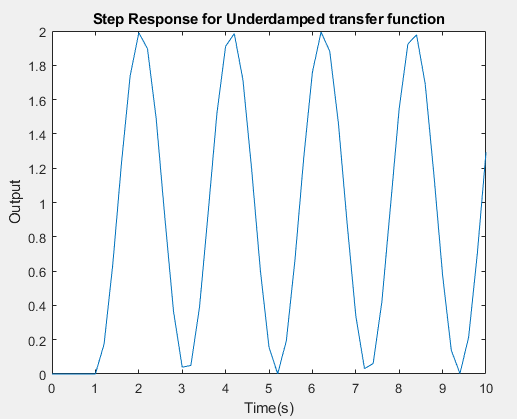 Step Response for Underdamped transfer function
2
1.8
1.6
1.4
1.2
1
0.8
0.6
0.4
0.2
0
Output
0 1 2 3 4 5 6 7 8 9 10
Time(s)